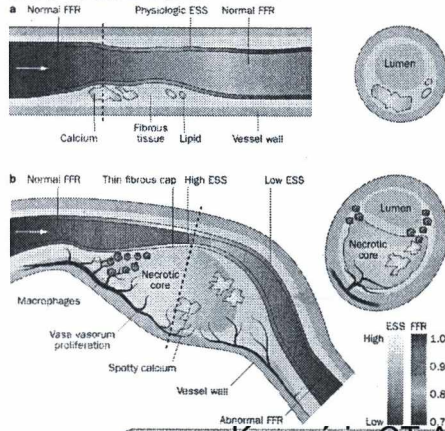 a Normal FFR Physiologic ESS Normal FFR
Lumen
Calcium Fibrous tissue Lipid Vessel wall
b Normal FFR Thin fibrous cap High ESS Low ESS
Lumen
Necrotic core
Necrotic core
Macrophages
Vasa vasorum proliferation
Spotty calcium
Vessel wall
Abnormal FFR
ESS FFR
High 1.0
0.9
0.8
Low 0.7